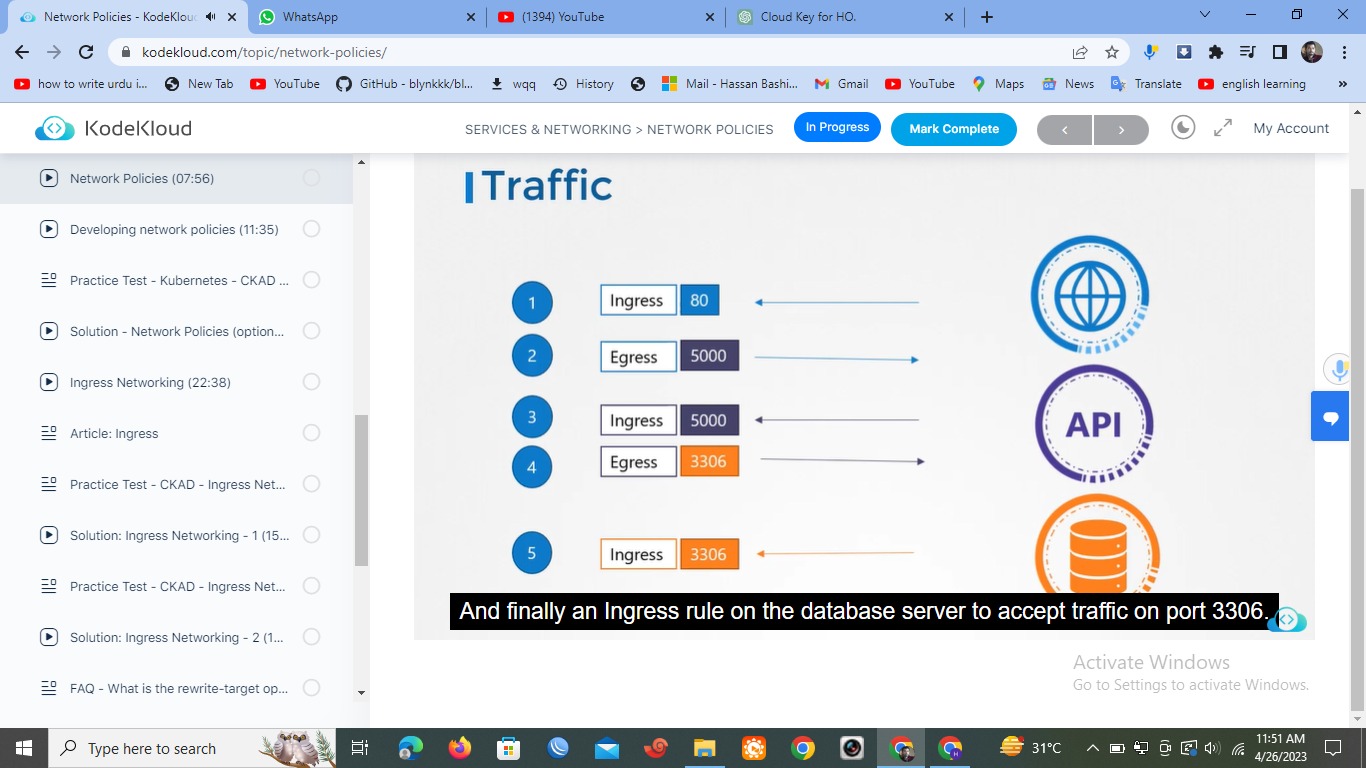 Network Policies - KodeKloud
WhatsApp
(1394) YouTube
Cloud Key for HO.
kodekloud.com/topic/network-policies/
how to write urdu i...
New Tab
YouTube
GitHub - blynkkk/bl...
wqq
History
Mail - Hassan Bashi...
Gmail
YouTube
Maps
News
Translate
english learning
»
KodeKloud
SERVICES & NETWORKING > NETWORK POLICIES
In Progress
Mark Complete
<
>
My Account
Network Policies (07:56)
Developing network policies (11:35)
Practice Test - Kubernetes - CKAD ...
Solution - Network Policies (option...
Ingress Networking (22:38)
Article: Ingress
Practice Test - CKAD - Ingress Net...
Solution: Ingress Networking - 1 (15...
Practice Test - CKAD - Ingress Net...
Solution: Ingress Networking - 2 (1...
FAQ - What is the rewrite-target op...
Traffic
1 Ingress 80
2 Egress 5000
3 Ingress 5000
4 Egress 3306
5 Ingress 3306
API
And finally an Ingress rule on the database server to accept traffic on port 3306.
Activate Windows
Go to Settings to activate Windows.
Type here to search
31°C
11:51 AM
4/26/2023